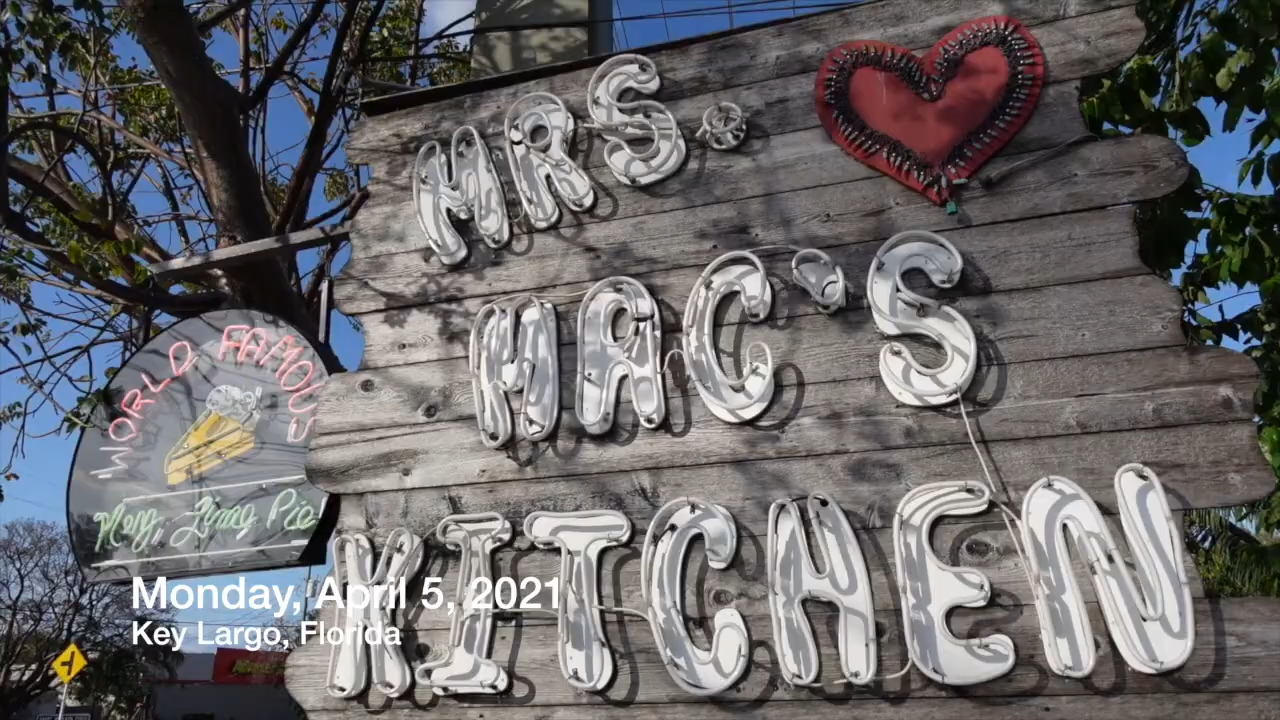 MRS.
MAC'S
KITCHEN
WORLD FAMOUS
Key Lime Pie
Monday, April 5, 2021
Key Largo, Florida